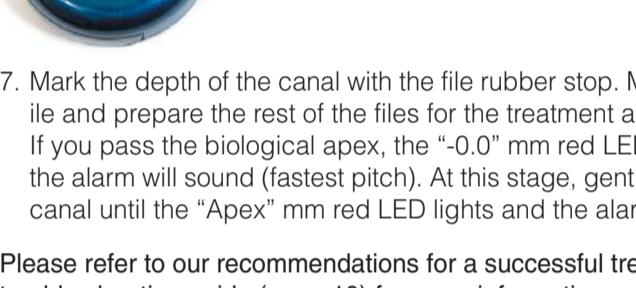 7. Mark the depth of the canal with the file rubber stop.
ile and prepare the rest of the files for the treatment a
If you pass the biological apex, the “-0.0” mm red LE
the alarm will sound (fastest pitch). At this stage, gent
canal until the “Apex” mm red LED lights and the alar
Please refer to our recommendations for a successful tre